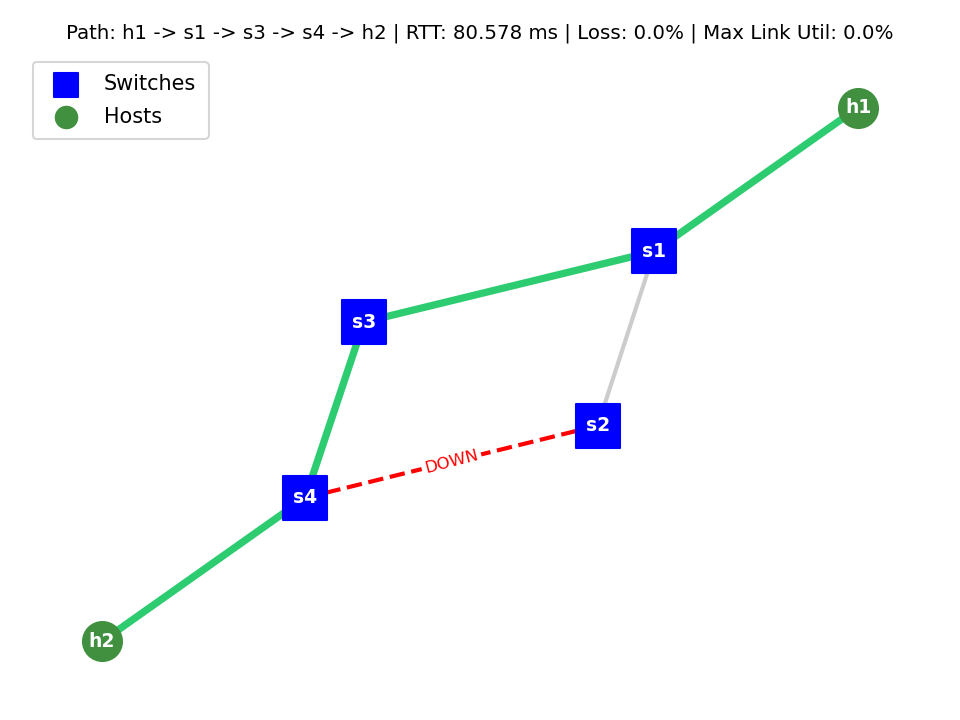 Path: h1 -> s1 -> s3 -> s4 -> h2 | RTT: 80.578 ms | Loss: 0.0% | Max Link Util: 0.0%
Switches
Hosts
h1
s1
s3
s2
DOWN
s4
h2